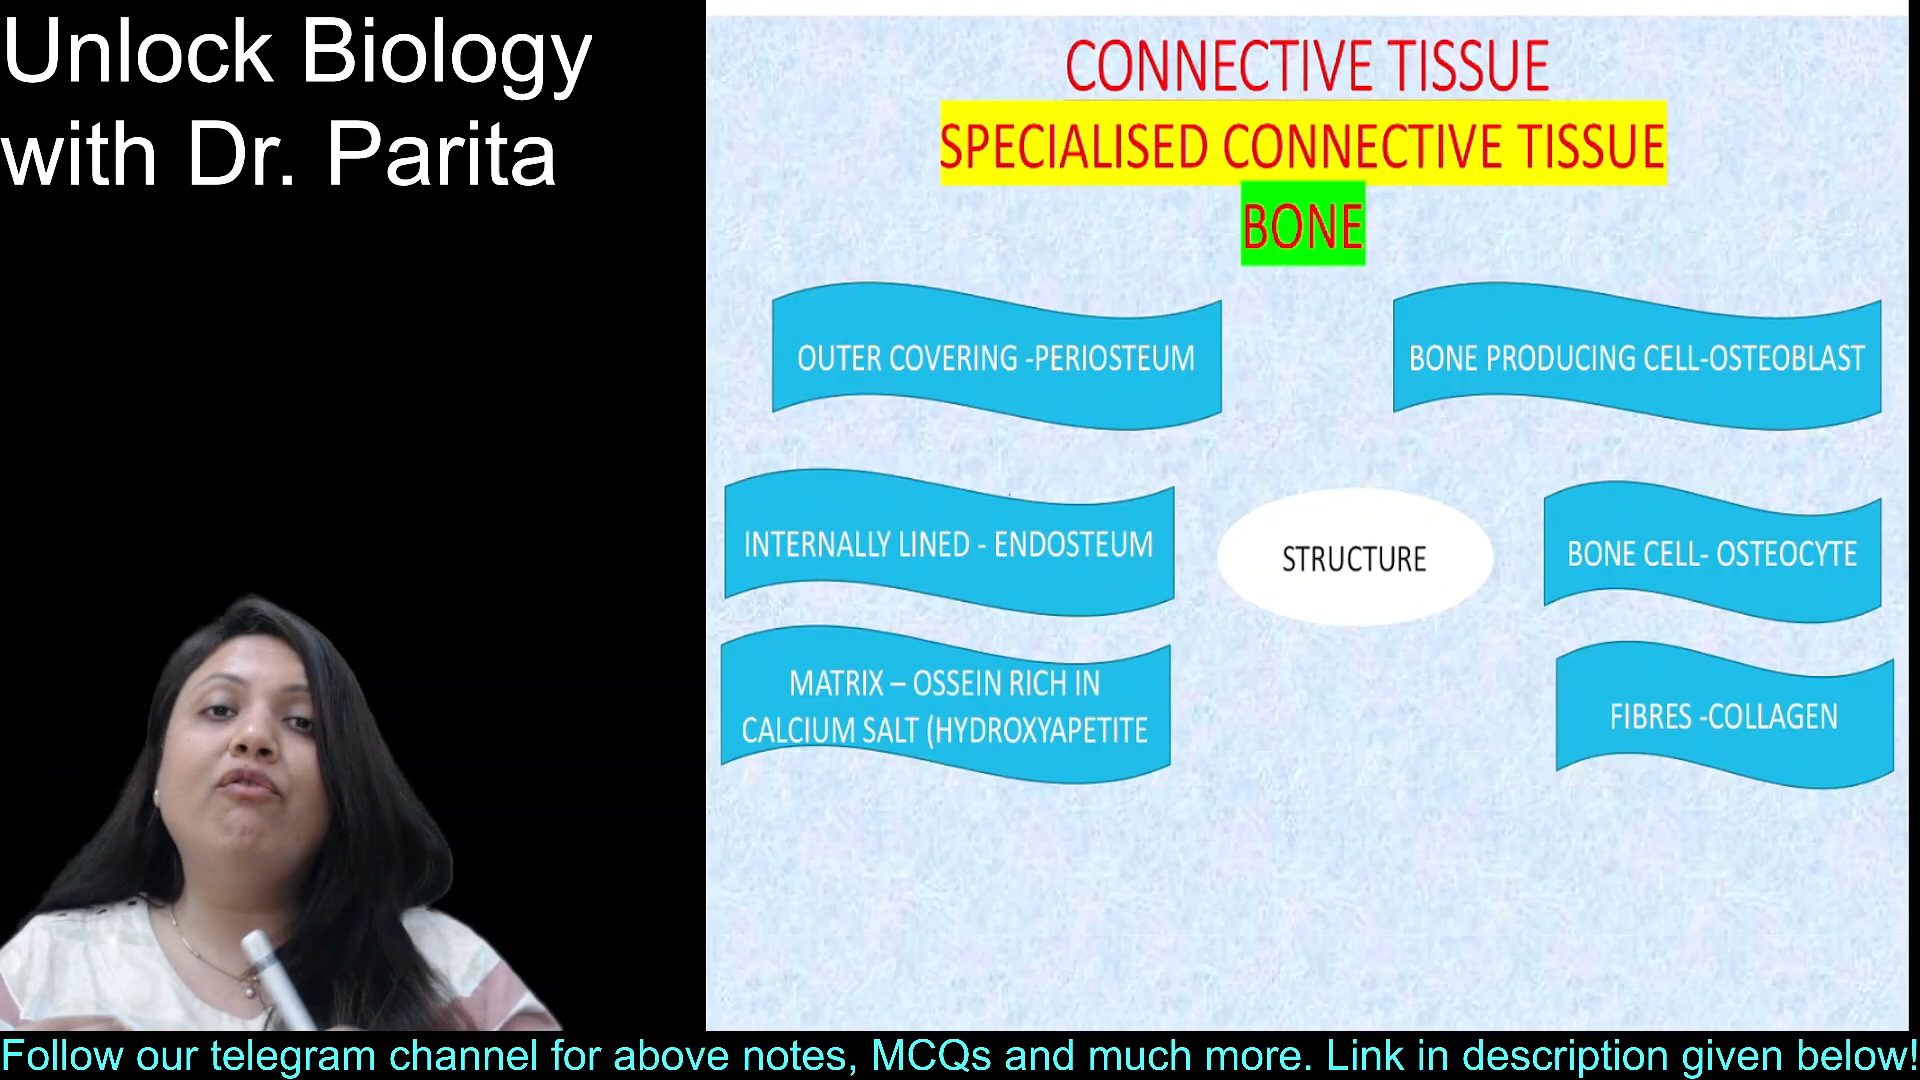 Unlock Biology
with Dr. Parita
CONNECTIVE TISSUE
SPECIALISED CONNECTIVE TISSUE
BONE
OUTER COVERING -PERIOSTEUM
BONE PRODUCING CELL-OSTEOBLAST
INTERNALLY LINED - ENDOSTEUM
STRUCTURE
BONE CELL- OSTEOCYTE
MATRIX – OSSEIN RICH IN
CALCIUM SALT (HYDROXYAPETITE
FIBRES -COLLAGEN
Follow our telegram channel for above notes, MCQs and much more. Link in description given below!